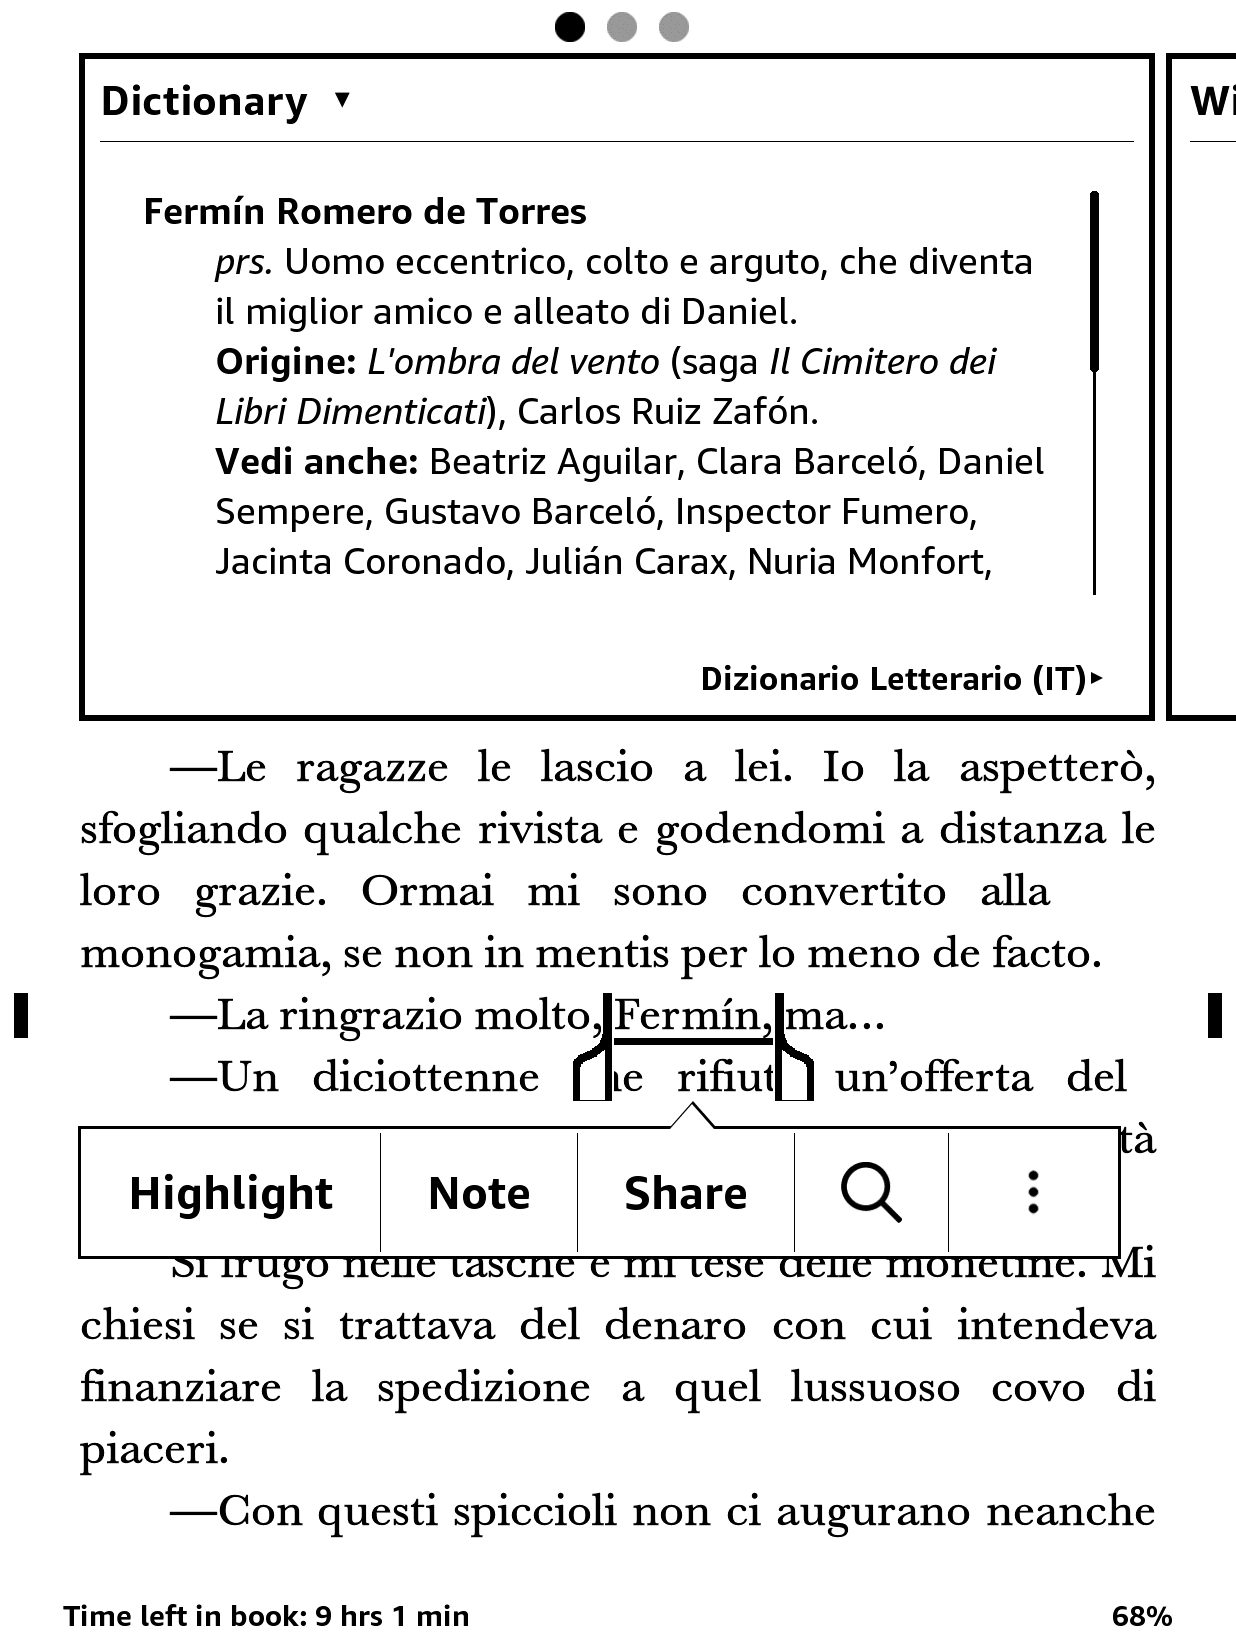 Dictionary ▼
Wi
Fermín Romero de Torres
prs. Uomo eccentrico, colto e arguto, che diventa
il miglior amico e alleato di Daniel.
Origine: L'ombra del vento (saga Il Cimitero dei
Libri Dimenticati), Carlos Ruiz Zafón.
Vedi anche: Beatriz Aguilar, Clara Barceló, Daniel
Sempere, Gustavo Barceló, Inspector Fumero,
Jacinta Coronado, Julián Carax, Nuria Monfort,
Dizionario Letterario (IT)▸
—Le ragazze le lascio a lei. Io la aspetterò,
sfogliando qualche rivista e godendomi a distanza le
loro grazie. Ormai mi sono convertito alla
monogamia, se non in mentis per lo meno de facto.
—La ringrazio molto, Fermín, ma...
—Un diciottenne un’offerta del
Highlight Note Share
Si frugò nelle tasche e mi tese delle monetine. Mi
chiesi se si trattava del denaro con cui intendeva
finanziare la spedizione a quel lussuoso covo di
piaceri.
—Con questi spiccioli non ci augurano neanche
Time left in book: 9 hrs 1 min 68%